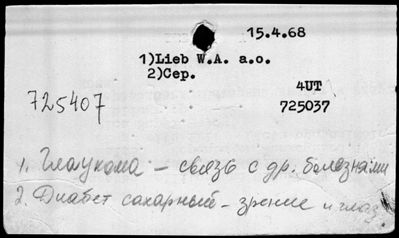 15.4.68
1)Lieb W.A. a.o.
2)Сер.
4UT
725407
725037
1. Глаукома – связь с др. болезнями
2. Диабет сахарный – зрение и глаз.